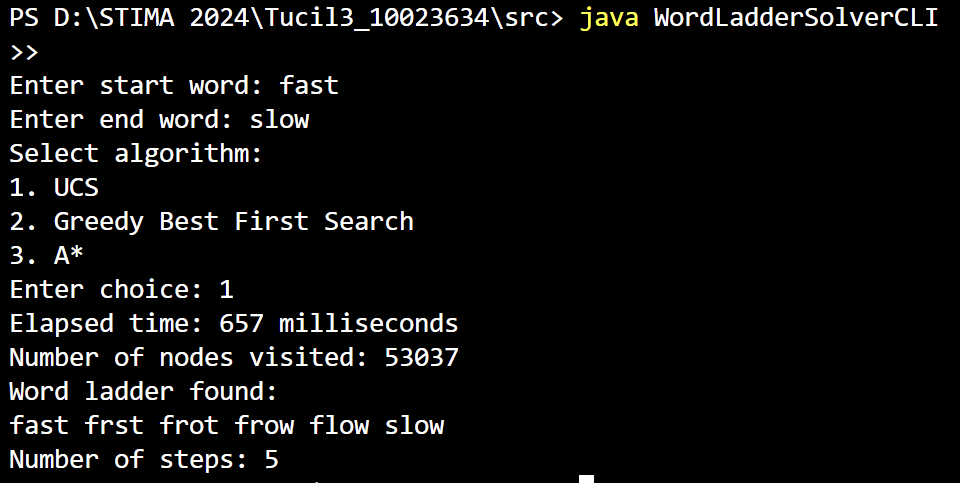 PS D:\STIMA 2024\Tucil3_10023634\src> java WordLadderSolverCLI
>>
Enter start word: fast
Enter end word: slow
Select algorithm:
1. UCS
2. Greedy Best First Search
3. A*
Enter choice: 1
Elapsed time: 657 milliseconds
Number of nodes visited: 53037
Word ladder found:
fast frst frot frow flow slow
Number of steps: 5